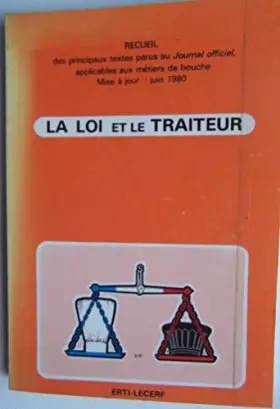 RECUEIL
des principaux textes parus au Journal officiel,
applicables aux métiers de bouche
Mise à jour : juin 1980
LA LOI ET LE TRAITEUR
ERTI-LECERF